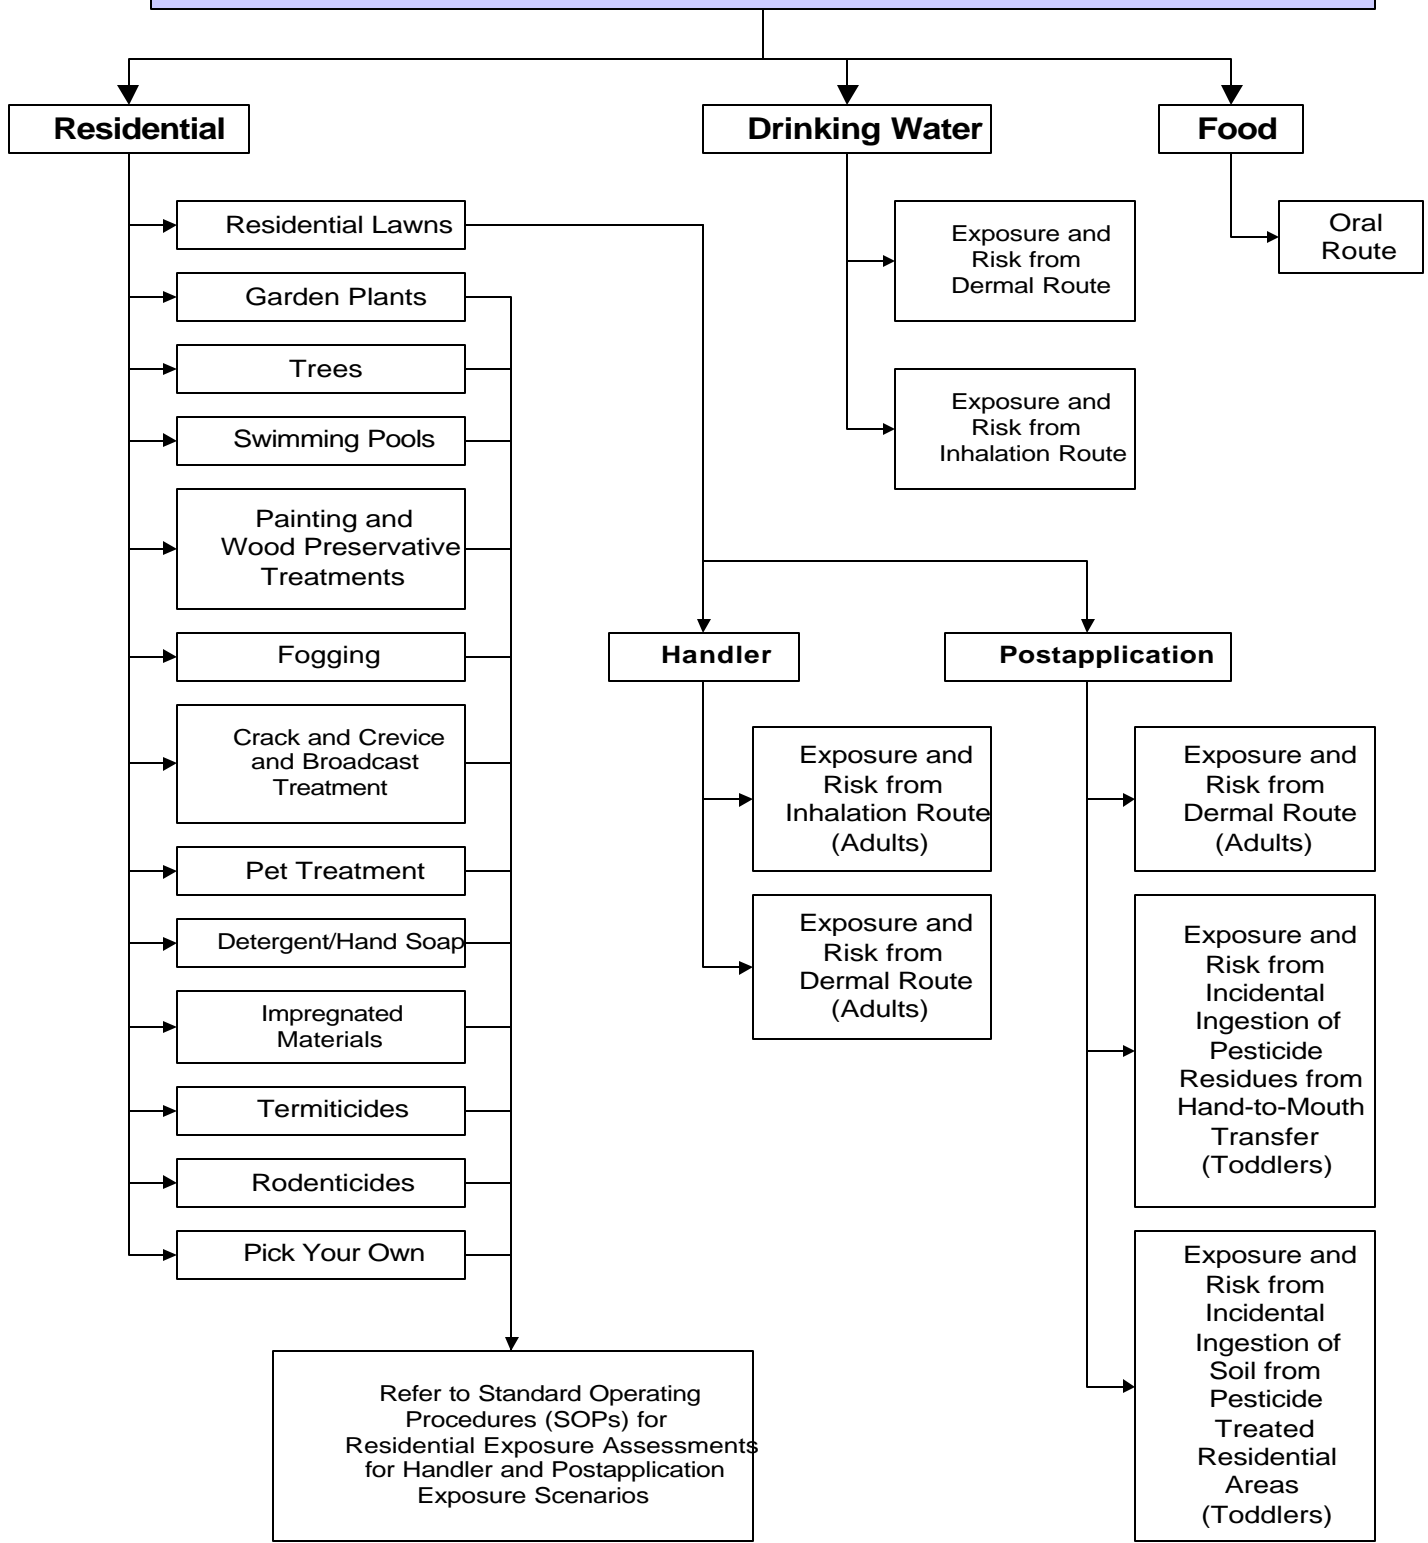 Residential
Drinking Water
Food
Residential Lawns
Garden Plants
Trees
Swimming Pools
Painting and
Wood Preservative
Treatments
Fogging
Crack and Crevice
and Broadcast
Treatment
Pet Treatment
Detergent/Hand Soap
Impregnated
Materials
Termiticides
Rodenticides
Pick Your Own
Refer to Standard Operating
Procedures (SOPs) for
Residential Exposure Assessments
for Handler and Postapplication
Exposure Scenarios
Exposure and
Risk from
Dermal Route
Exposure and
Risk from
Inhalation Route
Oral
Route
Handler
Exposure and
Risk from
Inhalation Route
(Adults)
Exposure and
Risk from
Dermal Route
(Adults)
Postapplication
Exposure and
Risk from
Dermal Route
(Adults)
Exposure and
Risk from
Incidental
Ingestion of
Pesticide
Residues from
Hand-to-Mouth
Transfer
(Toddlers)
Exposure and
Risk from
Incidental
Ingestion of
Soil from
Pesticide
Treated
Residential
Areas
(Toddlers)